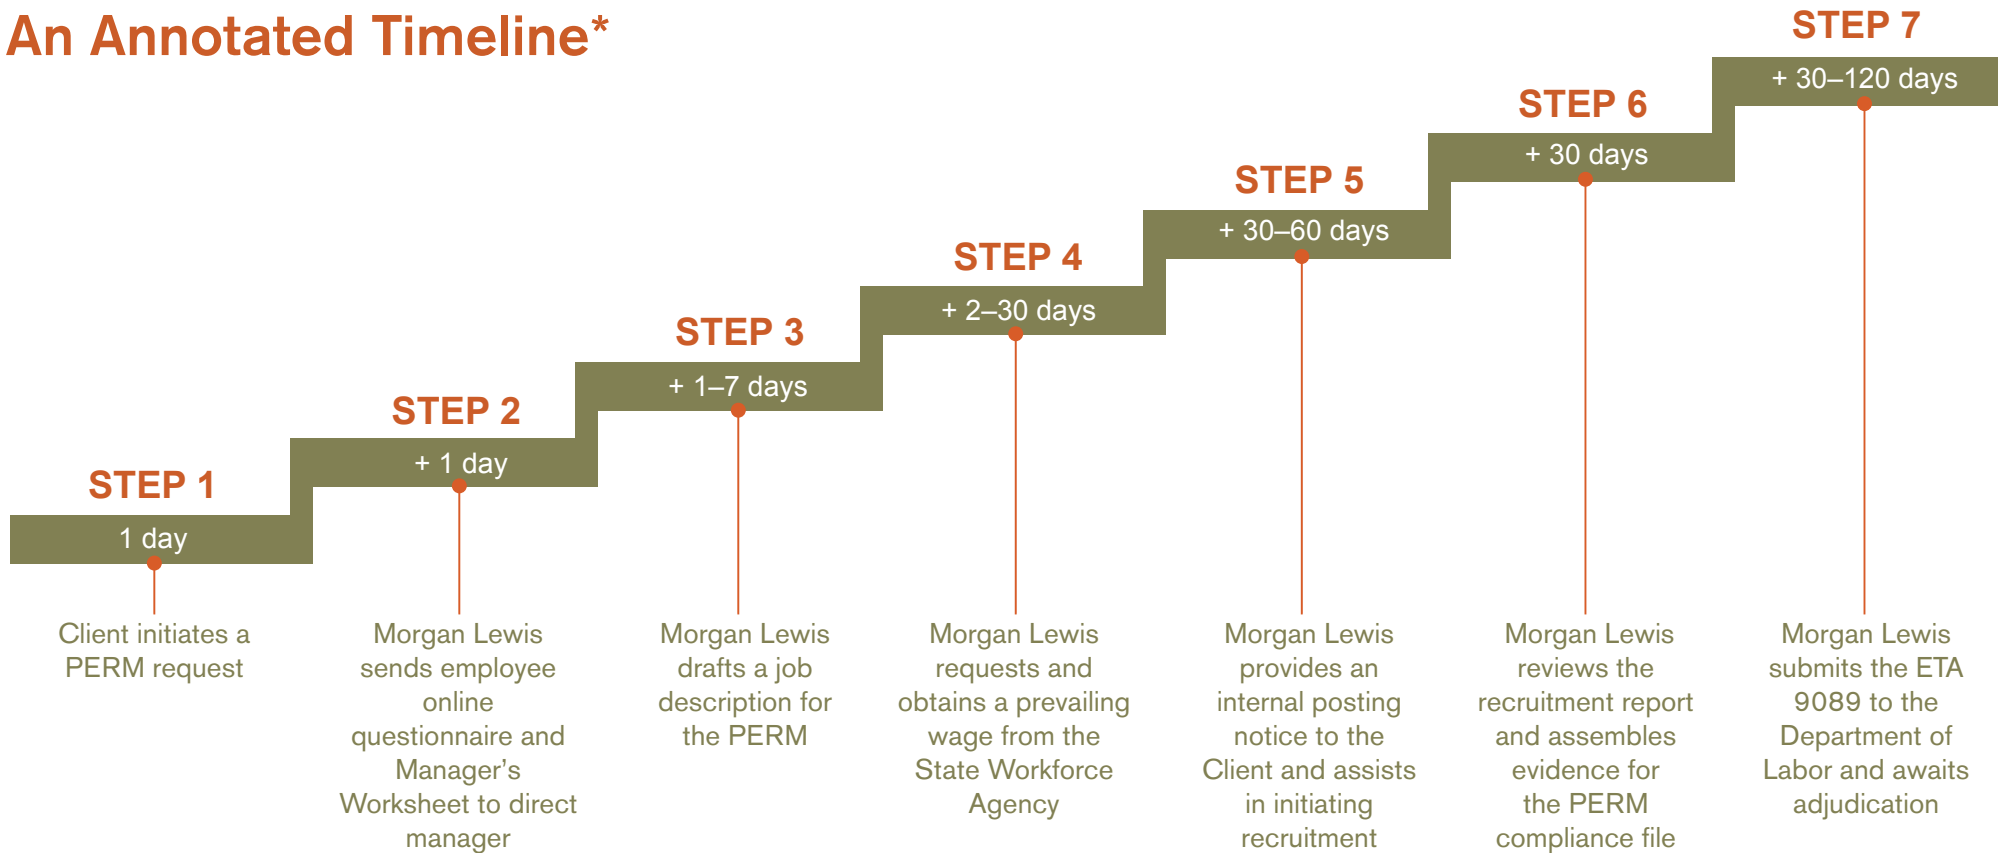 An Annotated Timeline*
STEP 1
1 day
Client initiates a
PERM request
STEP 2
+ 1 day
Morgan Lewis
sends employee
online
questionnaire and
Manager’s
Worksheet to direct
manager
STEP 3
+ 1–7 days
Morgan Lewis
drafts a job
description for
the PERM
STEP 4
+ 2–30 days
Morgan Lewis
requests and
obtains a prevailing
wage from the
State Workforce
Agency
STEP 5
+ 30–60 days
Morgan Lewis
provides an
internal posting
notice to the
Client and assists
in initiating
recruitment
STEP 6
+ 30 days
Morgan Lewis
reviews the
recruitment report
and assembles
evidence for
the PERM
compliance file
STEP 7
+ 30–120 days
Morgan Lewis
submits the ETA
9089 to the
Department of
Labor and awaits
adjudication